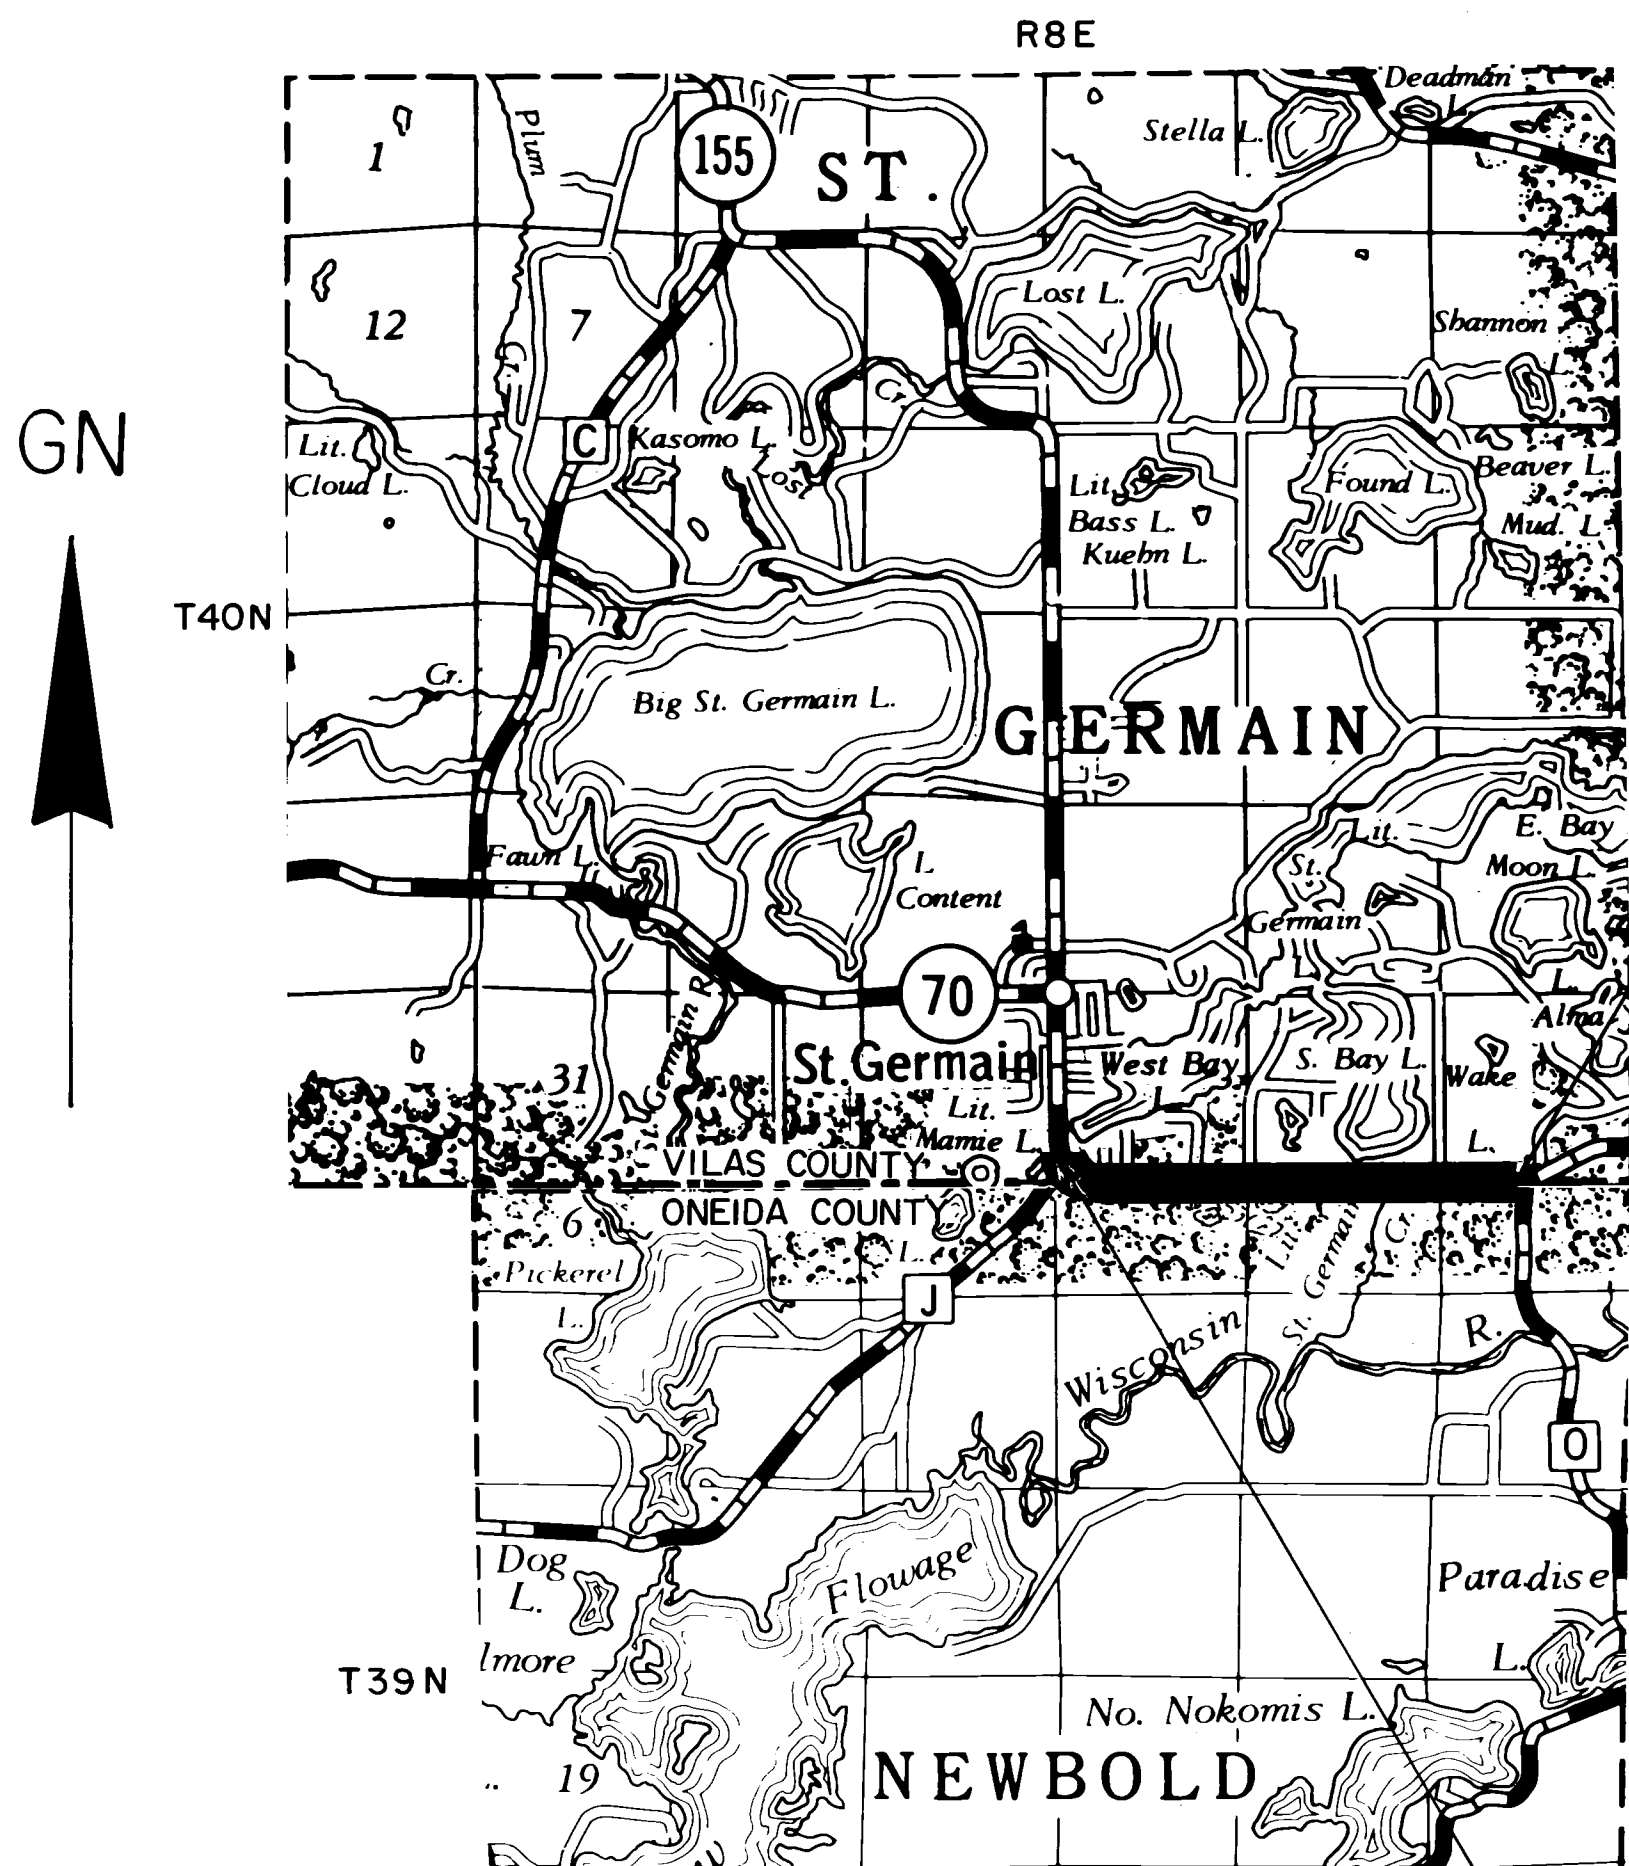 R8E
Deadman
L.
Stella L.
1
Plum
155
ST.
Lost L.
12
7
Shannon
L.
Cr.
Cr.
GN
C
Kasomo L.
Lit.
Cloud L.
Lost
Lit.
Bass L.
Kuehn L.
Found L.
Beaver L.
Mud. L.
T40N
Cr.
Big St. Germain L.
GERMAIN
Fawn L.
L.
Content
Lit.
St.
Germain
L.
E. Bay
Moon L.
L.
Alma
70
St. Germain R.
St. Germain
West Bay
L.
S. Bay L.
Wake
L.
31
Lit.
Mamie L.
VILAS COUNTY
ONEIDA COUNTY
6
Pickerel
L.
L.
J
Lit.
St. Germain
Cr.
Wisconsin
R.
O
Dog
L.
Flowage
Paradise
L.
lmore
T39N
No. Nokomis L.
19
NEWBOLD